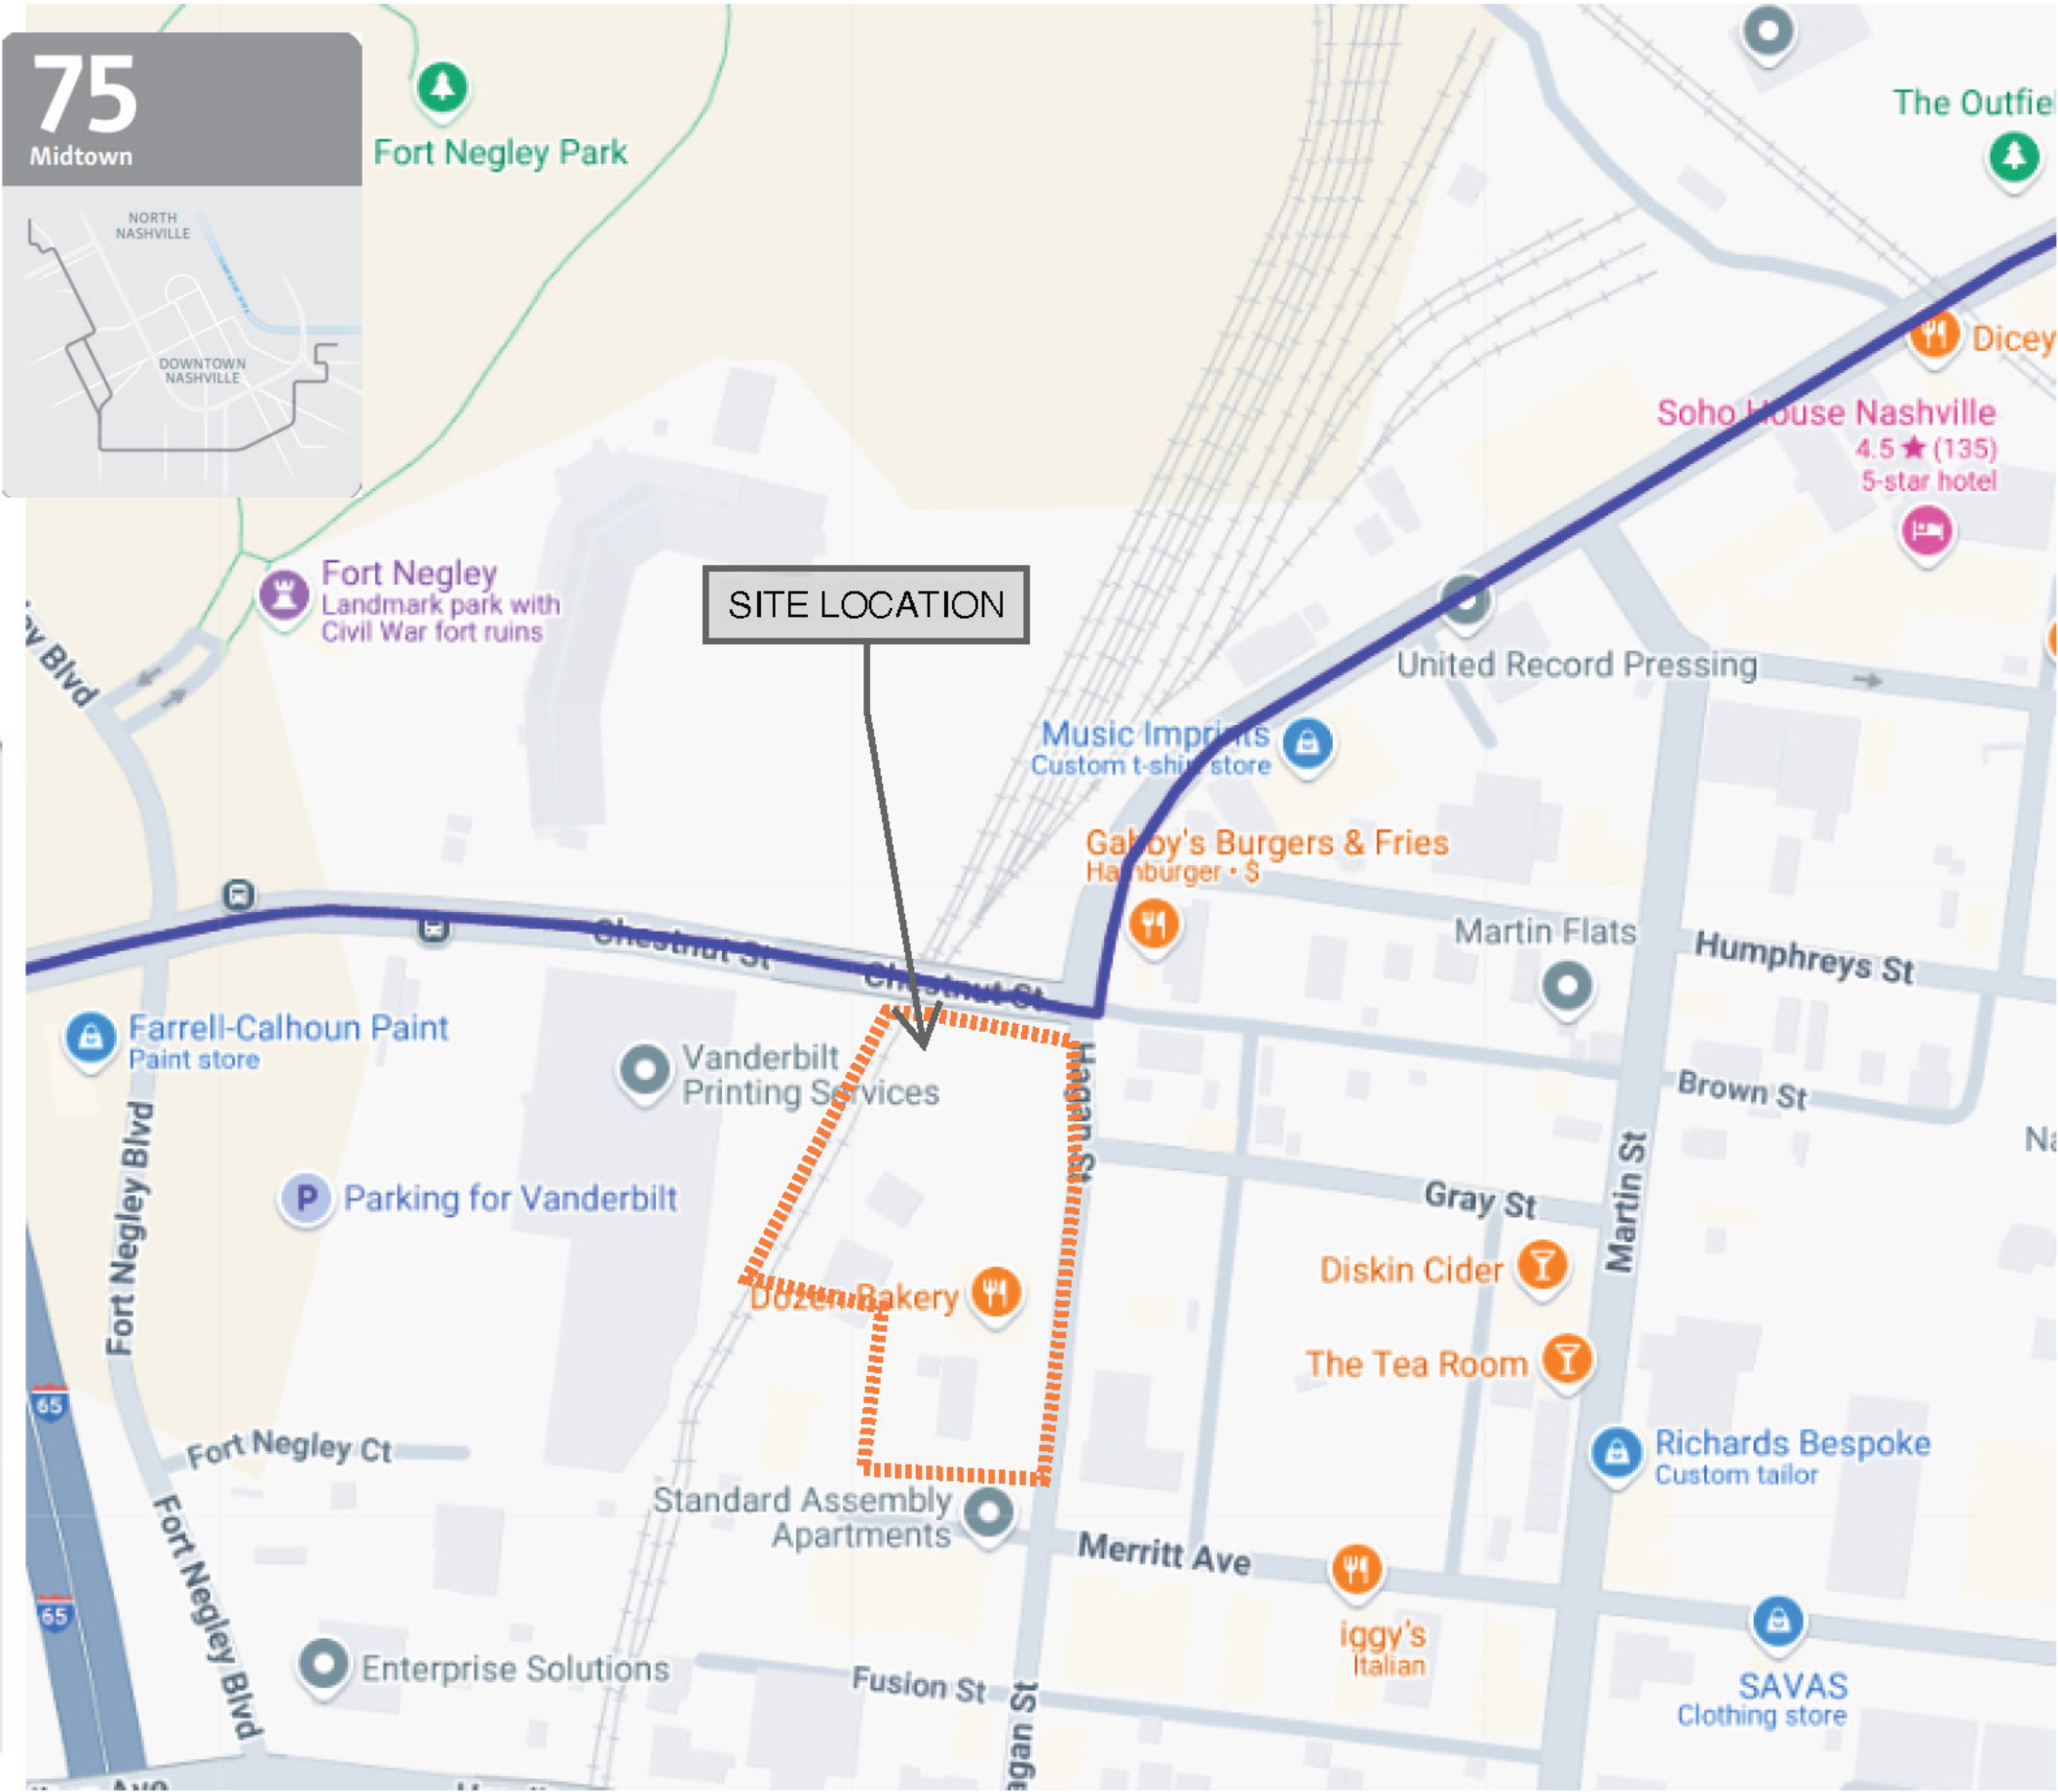 75
Midtown
NORTH
NASHVILLE
DOWNTOWN
NASHVILLE
Fort Negley Park
The Outfie
Dicey
Soho House Nashville
4.5 ★ (135)
5-star hotel
Fort Negley
Landmark park with
Civil War fort ruins
ey Blvd
SITE LOCATION
United Record Pressing
Music Imprints
Custom t-shirt store
Gabby's Burgers & Fries
Hamburger • $
Martin Flats
Humphreys St
Chestnut St
Chestnut St
Farrell-Calhoun Paint
Paint store
Vanderbilt
Printing Services
Hagan St
Brown St
Na
Martin St
Gray St
Fort Negley Blvd
P
Parking for Vanderbilt
Diskin Cider
Dozen Bakery
The Tea Room
65
Fort Negley Ct
Richards Bespoke
Custom tailor
Standard Assembly
Apartments
Merritt Ave
Fort Negley Blvd
65
iggy's
Italian
Enterprise Solutions
Fusion St
agan St
SAVAS
Clothing store
Ave